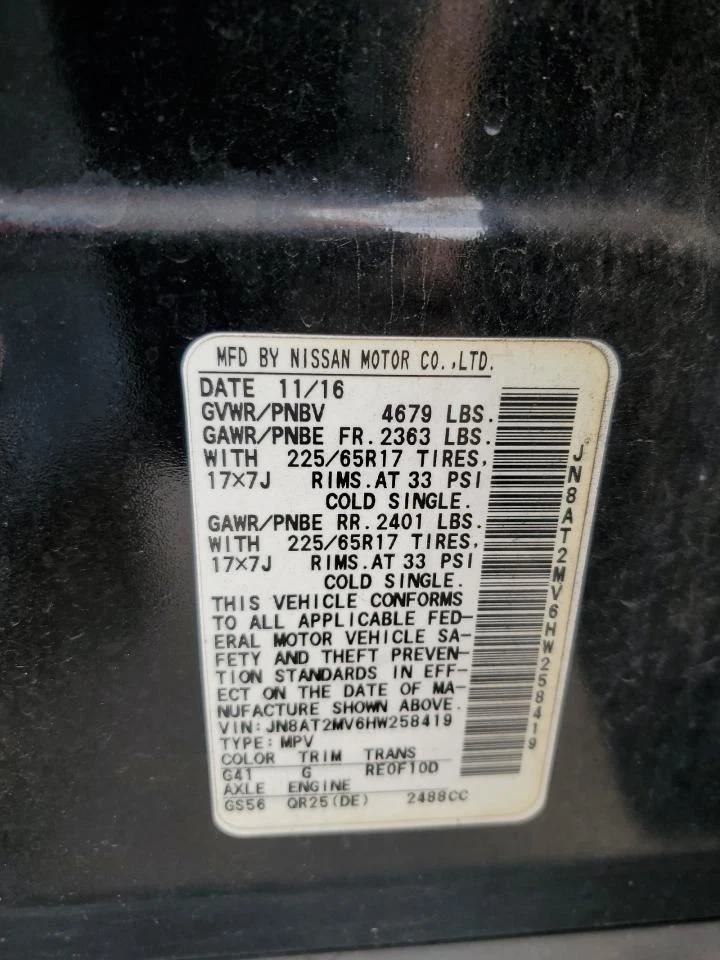 MFD BY NISSAN MOTOR CO.,LTD.
DATE 11/16
GVWR/PNBV 4679 LBS.
GAWR/PNBE FR. 2363 LBS.
WITH 225/65R17 TIRES,
17×7J RIMS.AT 33 PSI
COLD SINGLE.
GAWR/PNBE RR. 2401 LBS.
WITH 225/65R17 TIRES,
17×7J RIMS.AT 33 PSI
COLD SINGLE.
THIS VEHICLE CONFORMS
TO ALL APPLICABLE FED-
ERAL MOTOR VEHICLE SA-
FETY AND THEFT PREVEN-
TION STANDARDS IN EFF-
ECT ON THE DATE OF MA-
NUFACTURE SHOWN ABOVE.
VIN:JN8AT2MV6HW258419
TYPE:MPV
COLOR TRIM TRANS
G41 G RE0F10D
AXLE ENGINE
GS56 QR25(DE) 2488CC
JN8AT2MV6HW258419